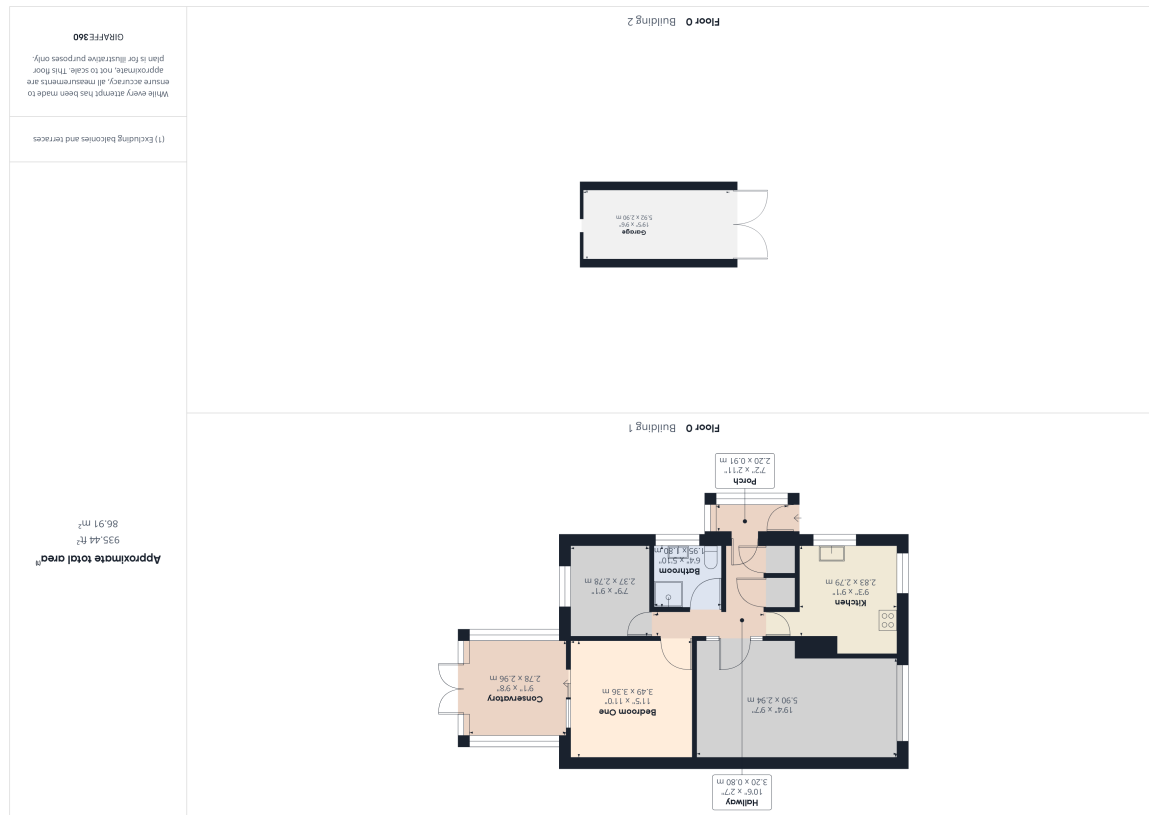 Hallway
10'6" x 2'7"
3.20 x 0.80 m
19'4" x 9'7"
5.90 x 2.94 m
Bedroom One
11'5" x 11'0"
3.49 x 3.36 m
Conservatory
9'1" x 9'8"
2.78 x 2.96 m
Kitchen
9'3" x 9'1"
2.83 x 2.79 m
Bathroom
6'4" x 5'10"
1.95 x 1.80 m
7'9" x 9'1"
2.37 x 2.78 m
Porch
7'2" x 2'11"
2.20 x 0.91 m
Floor 0 Building 1
Garage
19'5" x 9'6"
5.92 x 2.90 m
Floor 0 Building 2
Approximate total area⁽¹⁾
935.44 ft²
86.91 m²
(1) Excluding balconies and terraces
While every attempt has been made to
ensure accuracy, all measurements are
approximate, not to scale. This floor
plan is for illustrative purposes only.
GIRAFFE360